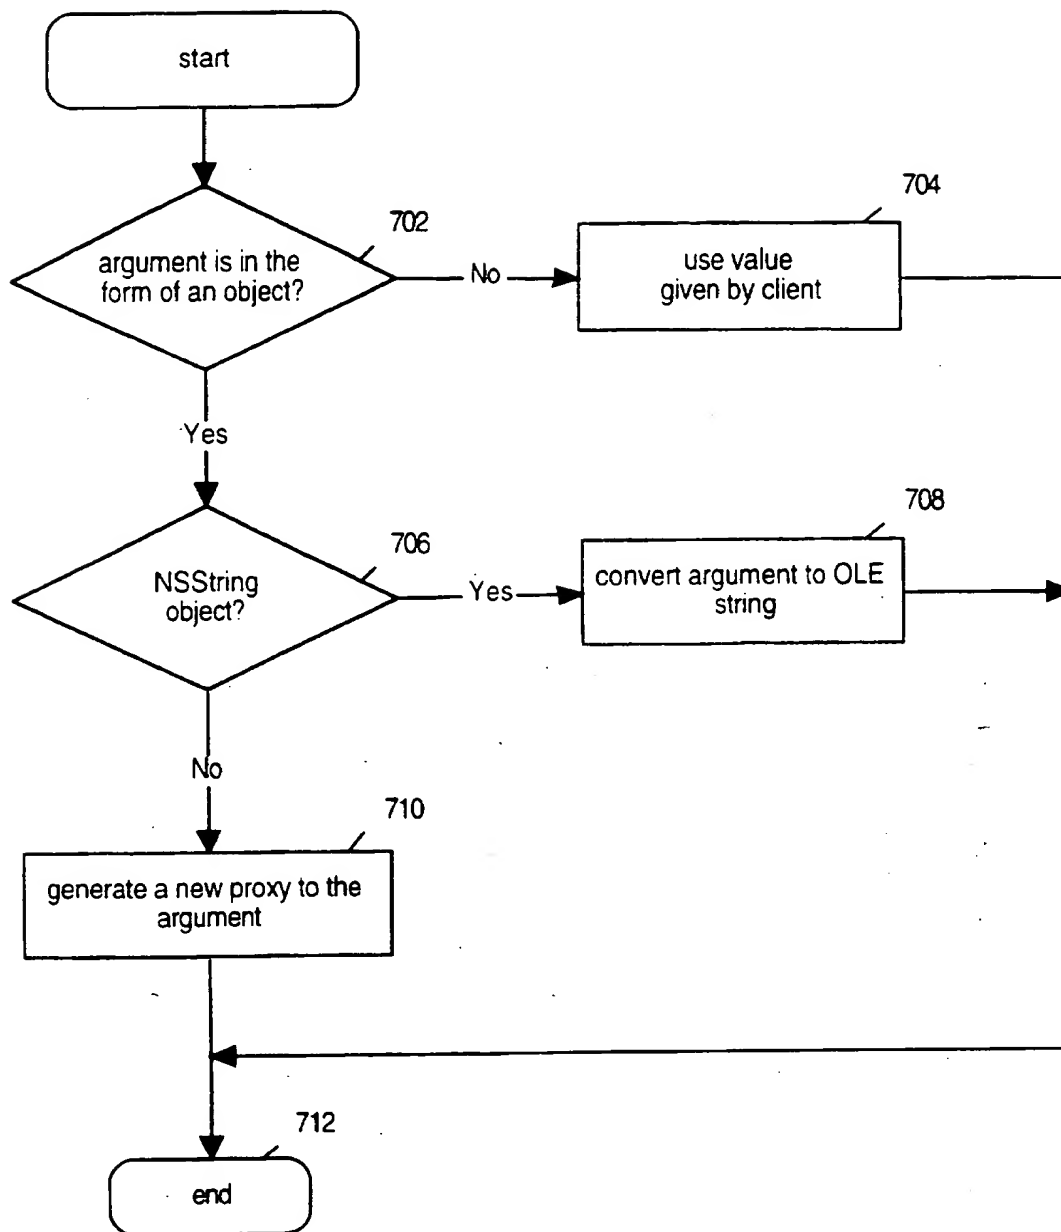 start
702
704
argument is in the
form of an object?
No
use value
given by client
Yes
706
708
NSString
object?
Yes
convert argument to OLE
string
No
710
generate a new proxy to the
argument
712
end